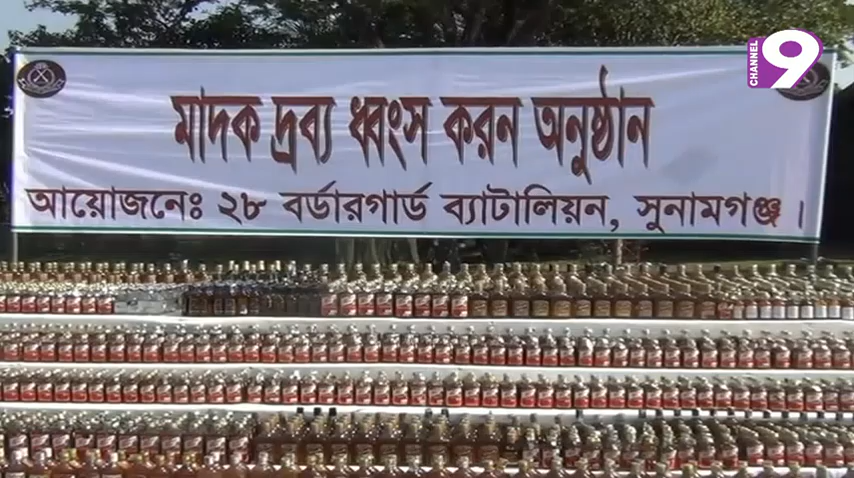 CHANNEL 9
মাদক দ্রব্য ধ্বংস করন অনুষ্ঠান
আয়োজনেঃ ২৮ বর্ডারগার্ড ব্যাটালিয়ন, সুনামগঞ্জ ।